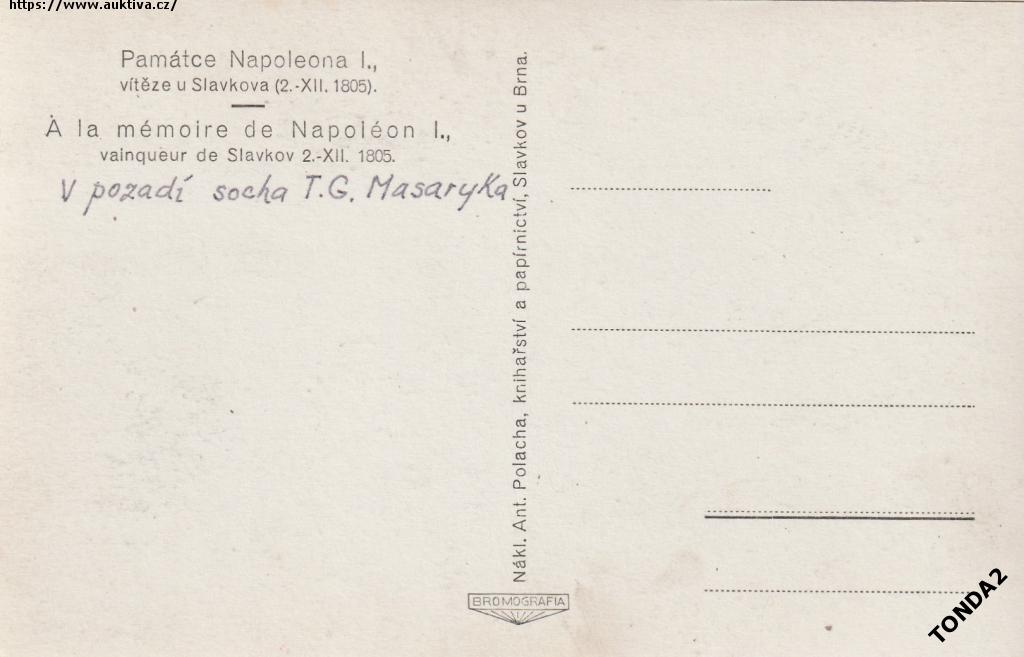 https://www.auktiva.cz/
Památce Napoleona I.,
vítěze u Slavkova (2.-XII. 1805).
À la mémoire de Napoléon I.,
vainqueur de Slavkov 2.-XII. 1805.
V pozadí socha T.G. Masaryka
Nákl. Ant. Polacha, knihařství a papírnictví, Slavkov u Brna.
BROMOGRAFIA
TONDA2